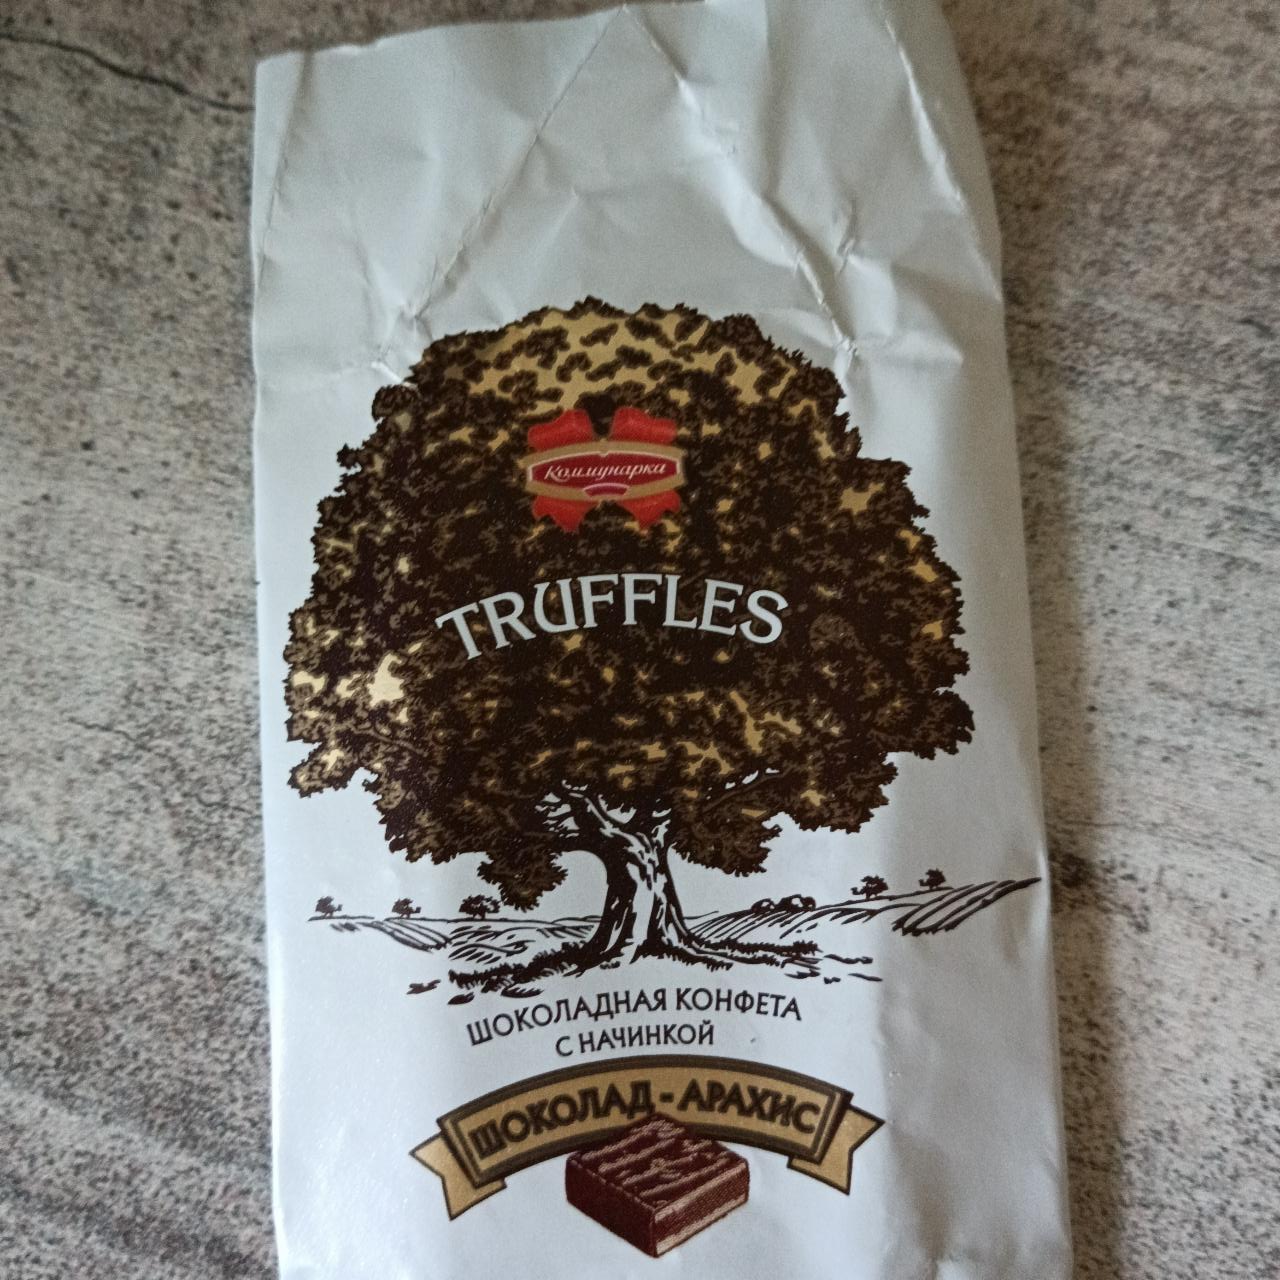 Коммунарка
TRUFFLES
ШОКОЛАДНАЯ КОНФЕТА
С НАЧИНКОЙ
ШОКОЛАД-АРАХИС